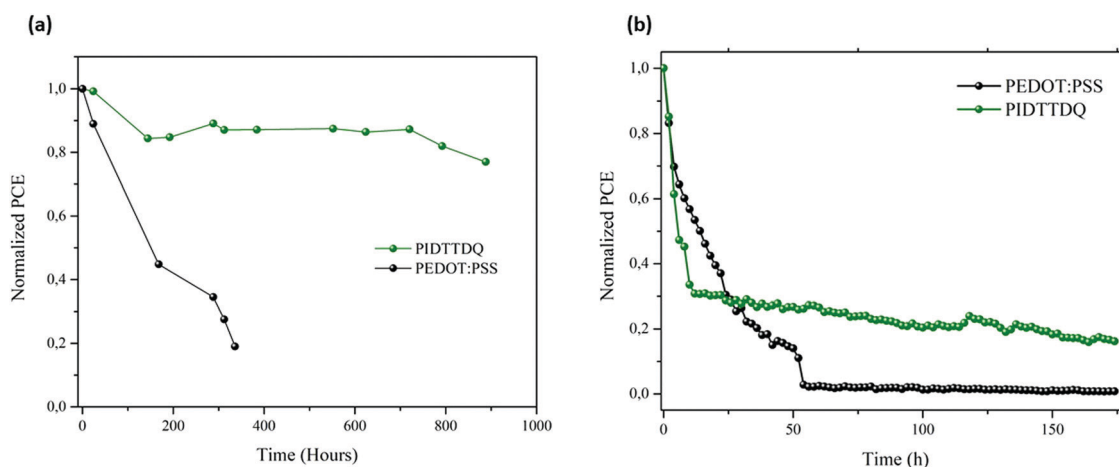 (a)
1,0
0,8
0,6
0,4
0,2
0,0
Normalized PCE
PIDTTDQ
PEDOT:PSS
0
200
400
600
800
1000
Time (Hours)
(b)
1,0
0,8
0,6
0,4
0,2
0,0
Normalized PCE
PEDOT:PSS
PIDTTDQ
0
50
100
150
Time (h)